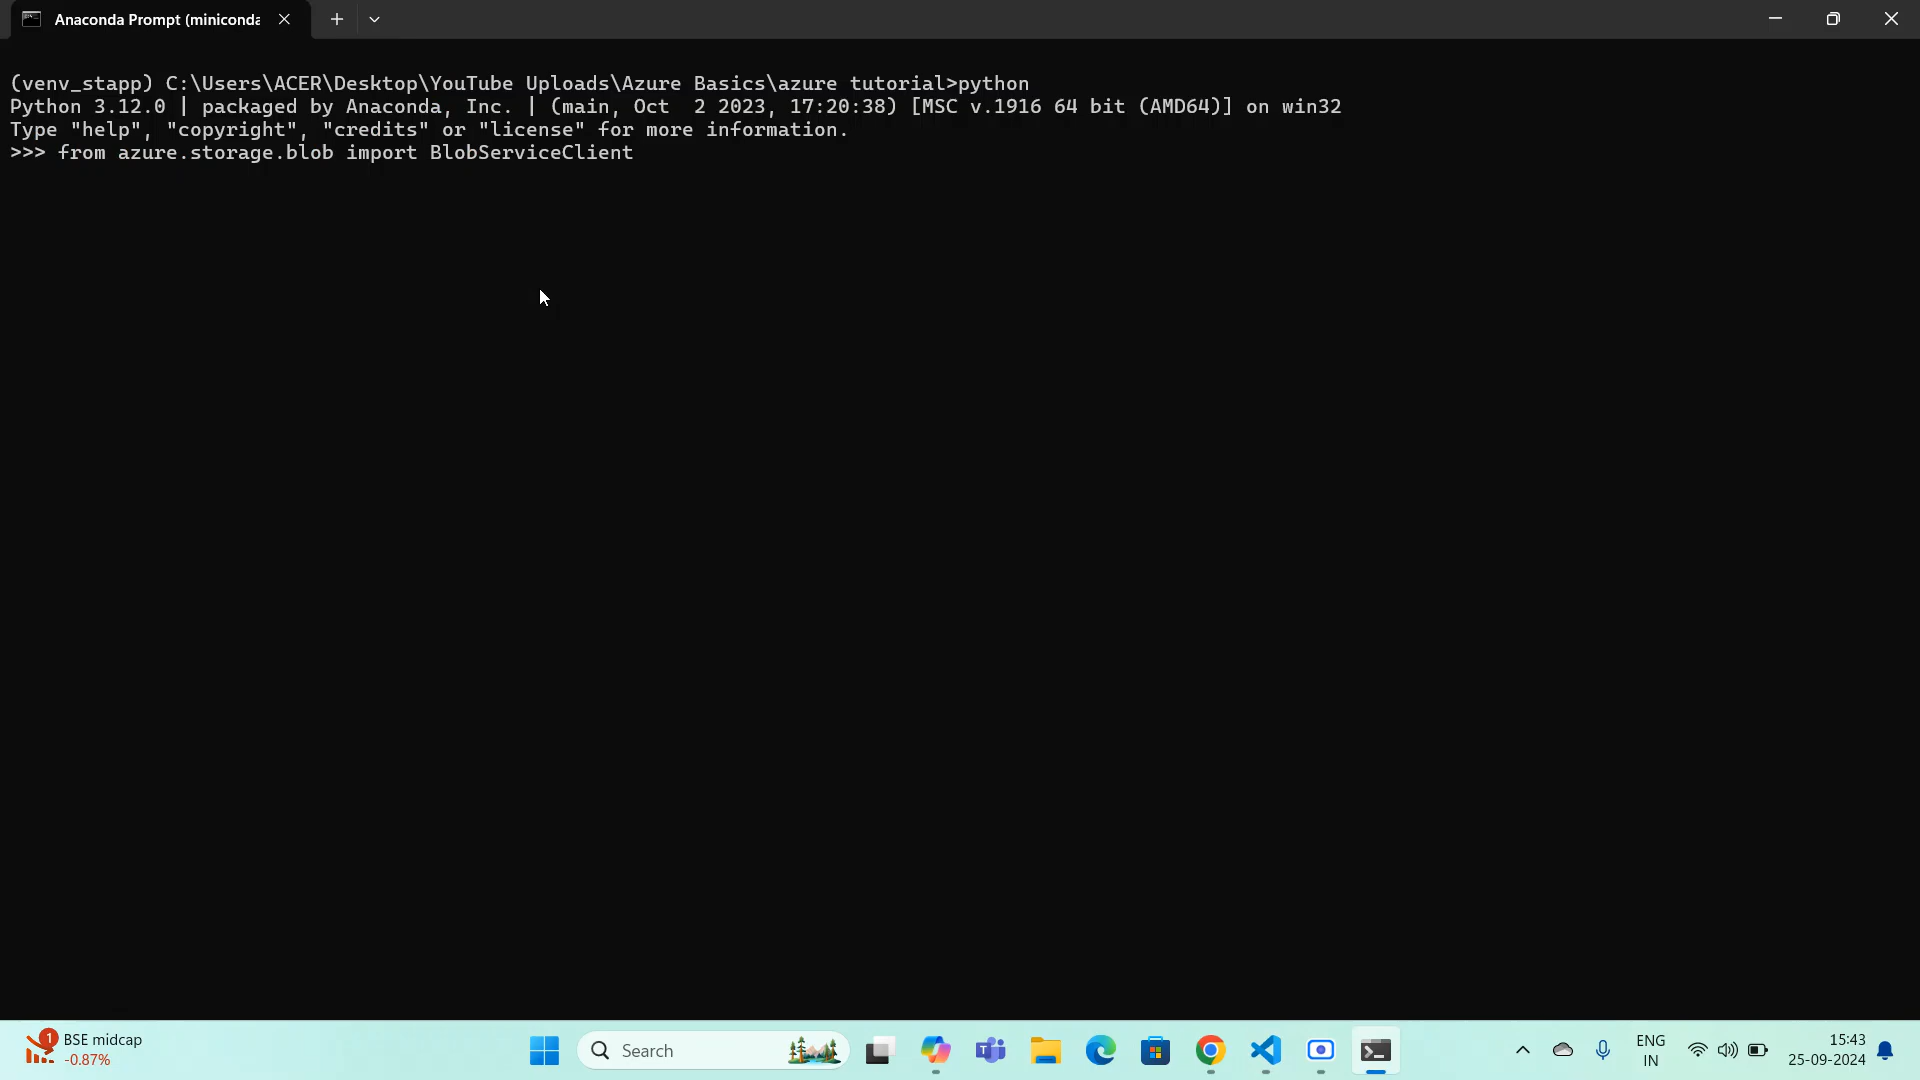 Anaconda Prompt (miniconda
(venv_stapp) C:\Users\ACER\Desktop\YouTube Uploads\Azure Basics\azure tutorial>python
Python 3.12.0 | packaged by Anaconda, Inc. | (main, Oct  2 2023, 17:20:38) [MSC v.1916 64 bit (AMD64)] on win32
Type "help", "copyright", "credits" or "license" for more information.
>>> from azure.storage.blob import BlobServiceClient
1
BSE midcap
-0.87%
Search
ENG
IN
15:43
25-09-2024